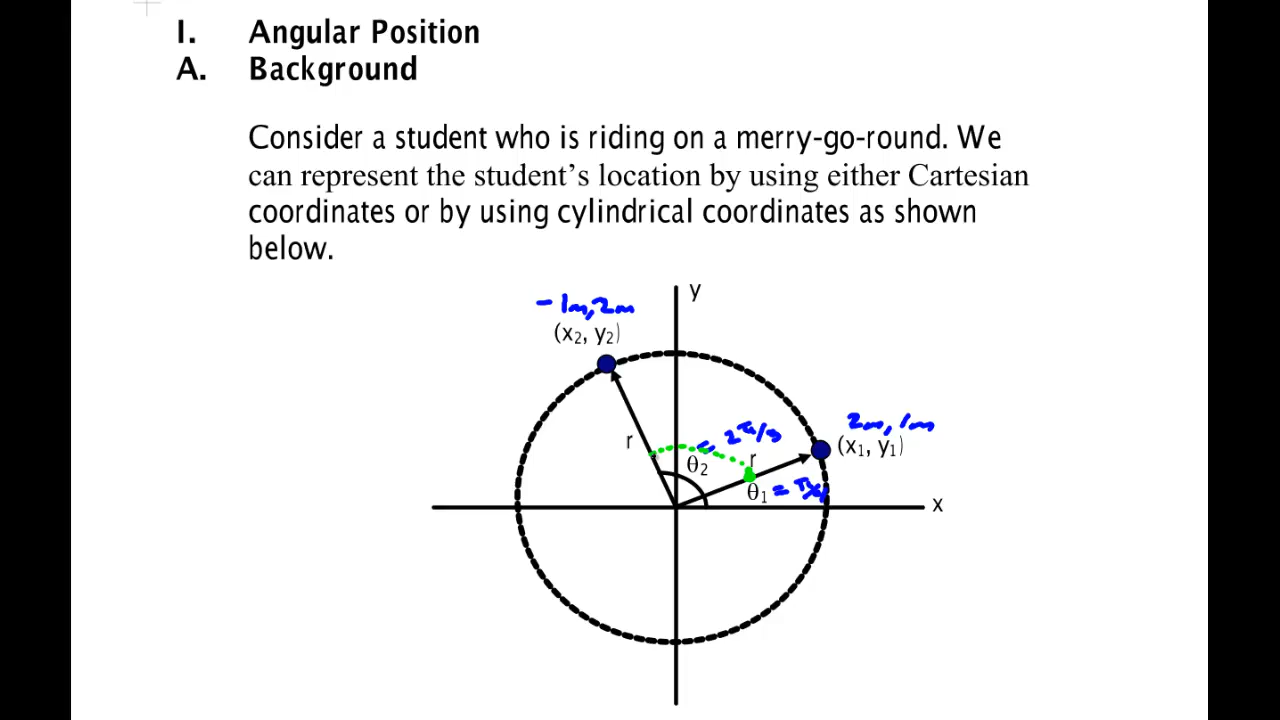 I. Angular Position
A. Background
Consider a student who is riding on a merry-go-round. We
can represent the student's location by using either Cartesian
coordinates or by using cylindrical coordinates as shown
below.
y
-1m, 2m
(x₂, y₂)
2m, 1m
(x₁, y₁)
2π/3
r
r
θ₂
θ₁ =
x